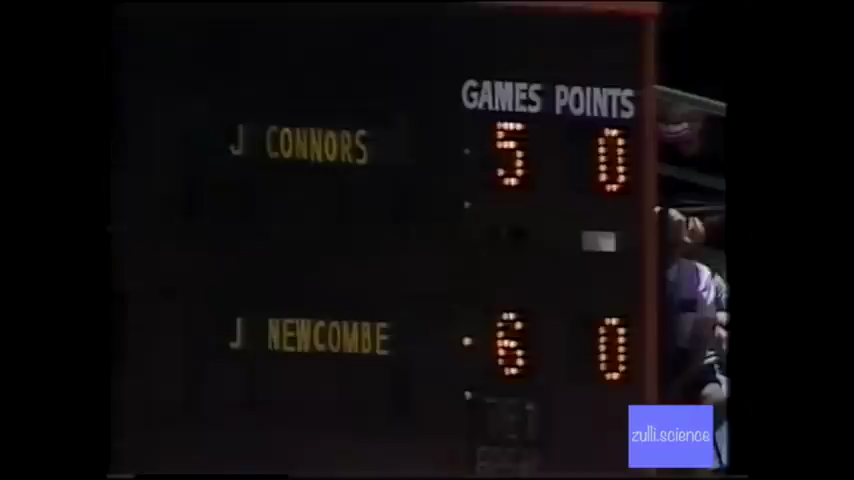 GAMES POINTS
J CONNORS 5 0
J NEWCOMBE 6 0
zulli.science